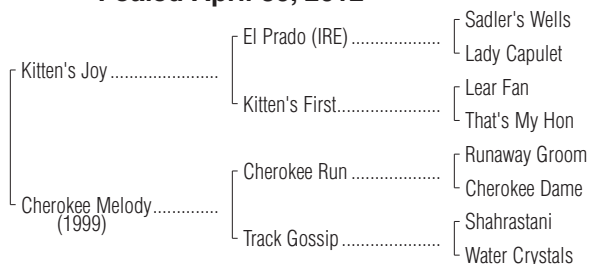 Foaled April 30, 2012
Sadler's Wells
El Prado (IRE) ....................
Lady Capulet
Kitten's Joy ........................
Lear Fan
Kitten's First.......................
That's My Hon
Runaway Groom
Cherokee Run ....................
Cherokee Dame
Cherokee Melody..............
(1999)
Shahrastani
Track Gossip ......................
Water Crystals